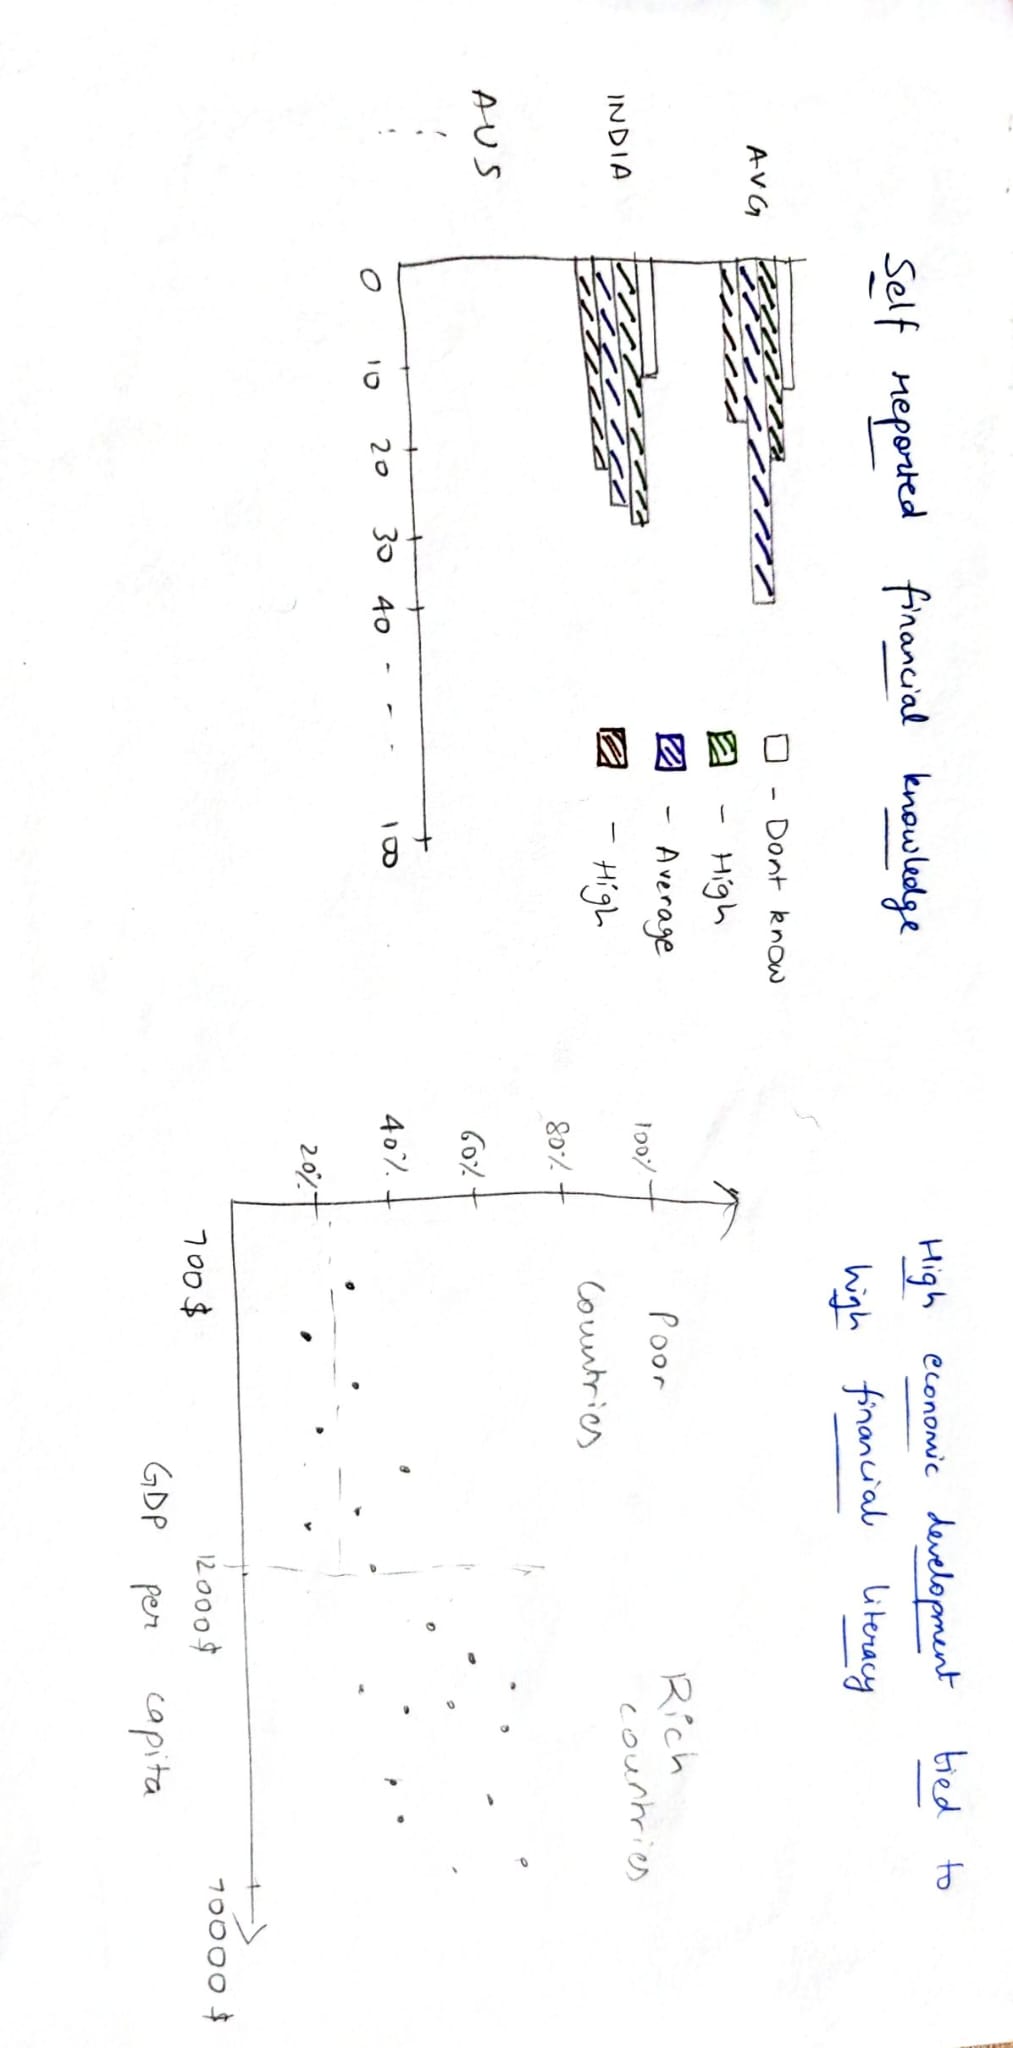 Self reported financial knowledge
AVG
INDIA
AUS
0 10 20 30 40 100
- Dont know
- High
- Average
- High
High economic development tied to
high financial literacy
100%
80%
60%
40%
20%
Poor
Countries
Rich
countries
700$ 12000$ 70000$
GDP per capita